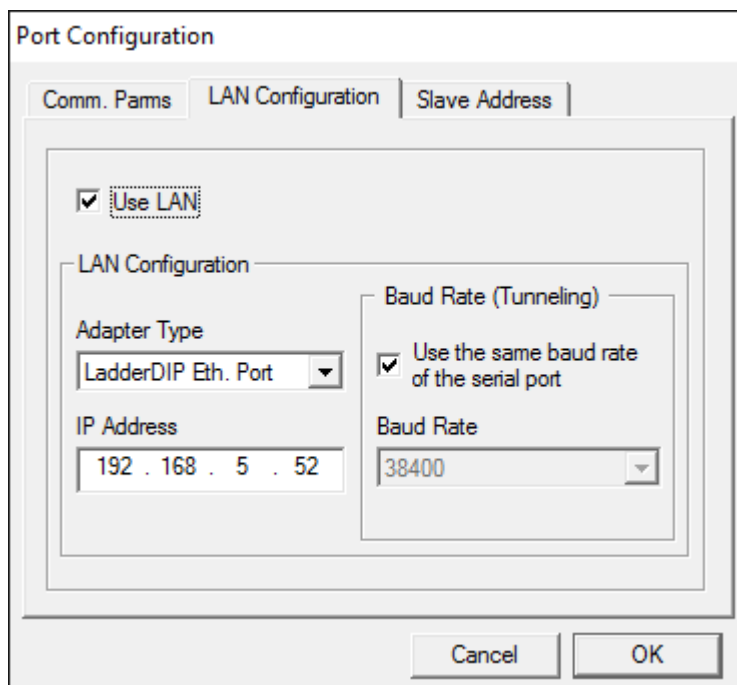 Port Configuration
Comm. Parms
LAN Configuration
Slave Address
Use LAN
LAN Configuration
Adapter Type
LadderDIP Eth. Port
IP Address
192 . 168 . 5 . 52
Baud Rate (Tunneling)
Use the same baud rate
of the serial port
Baud Rate
38400
Cancel
OK